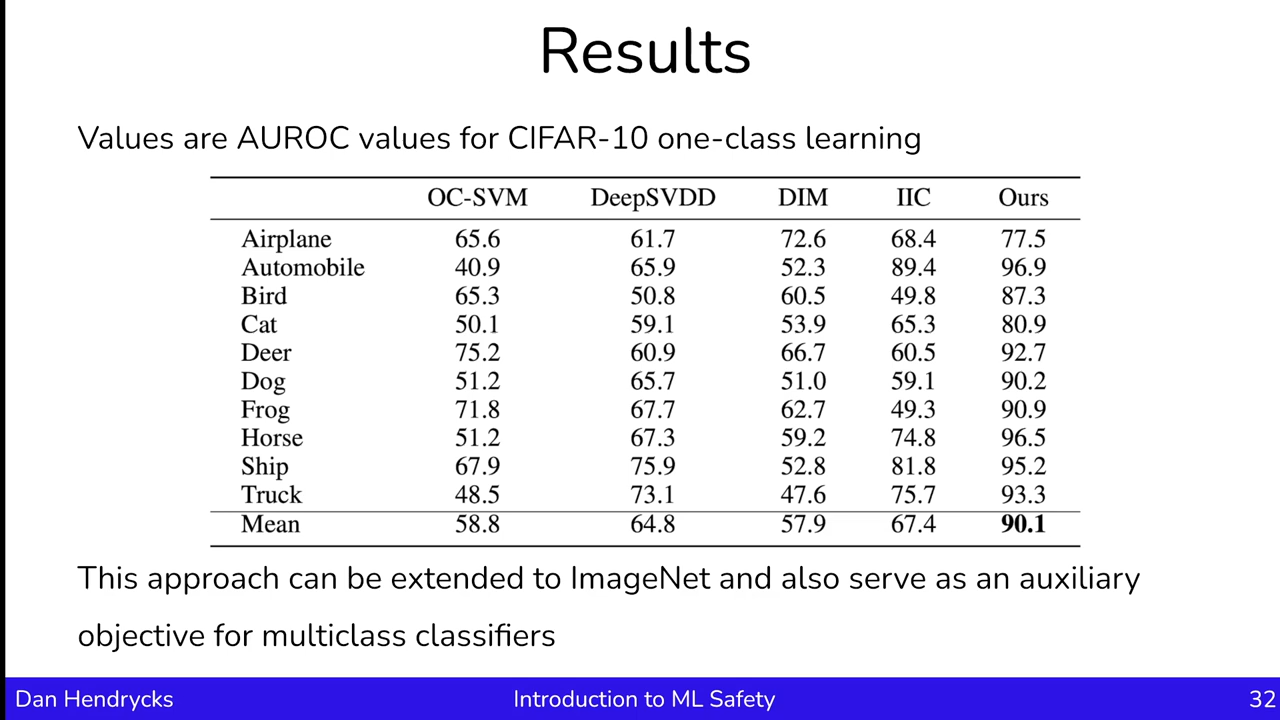 Results
Values are AUROC values for CIFAR-10 one-class learning
OC-SVM DeepSVDD DIM IIC Ours
Airplane 65.6 61.7 72.6 68.4 77.5
Automobile 40.9 65.9 52.3 89.4 96.9
Bird 65.3 50.8 60.5 49.8 87.3
Cat 50.1 59.1 53.9 65.3 80.9
Deer 75.2 60.9 66.7 60.5 92.7
Dog 51.2 65.7 51.0 59.1 90.2
Frog 71.8 67.7 62.7 49.3 90.9
Horse 51.2 67.3 59.2 74.8 96.5
Ship 67.9 75.9 52.8 81.8 95.2
Truck 48.5 73.1 47.6 75.7 93.3
Mean 58.8 64.8 57.9 67.4 90.1
This approach can be extended to ImageNet and also serve as an auxiliary
objective for multiclass classifiers
Dan Hendrycks Introduction to ML Safety 32